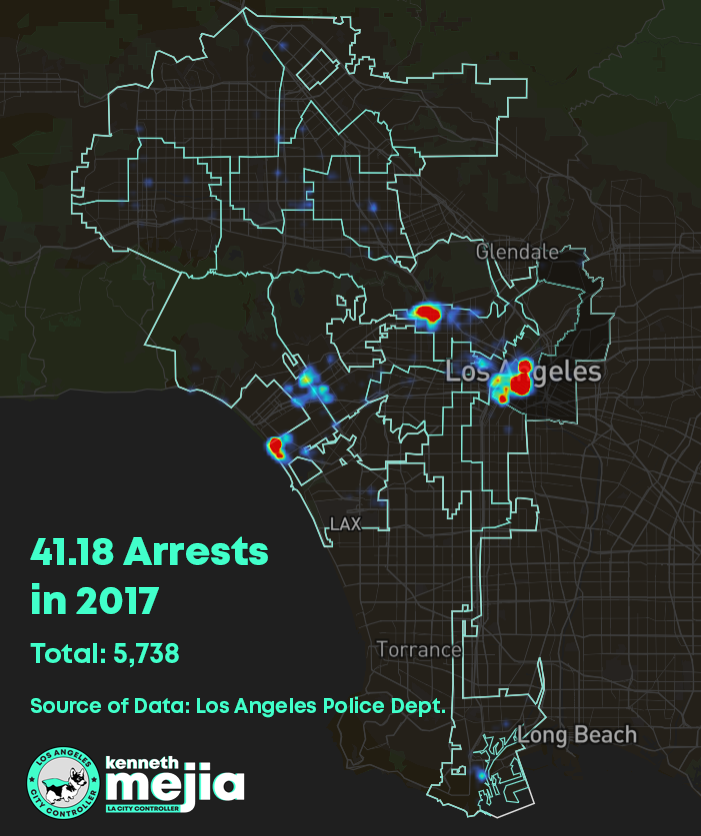 Glendale
Los Angeles
LAX
41.18 Arrests
in 2017
Total: 5,738
Torrance
Source of Data: Los Angeles Police Dept.
Long Beach
LOS ANGELES
CITY CONTROLLER
kenneth
mejia
LA CITY CONTROLLER